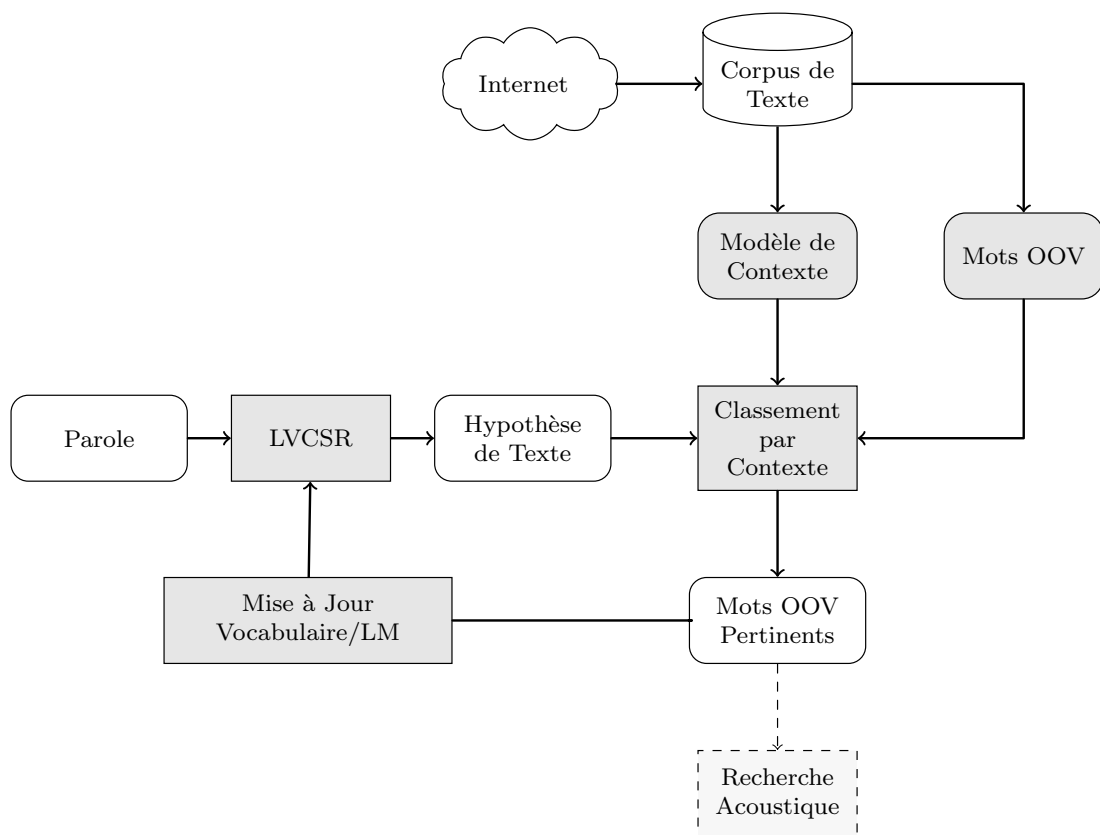 Internet
Corpus de
Texte
Modèle de
Contexte
Mots OOV
Parole
LVCSR
Hypothèse
de Texte
Classement
par
Contexte
Mise à Jour
Vocabulaire/LM
Mots OOV
Pertinents
Recherche
Acoustique